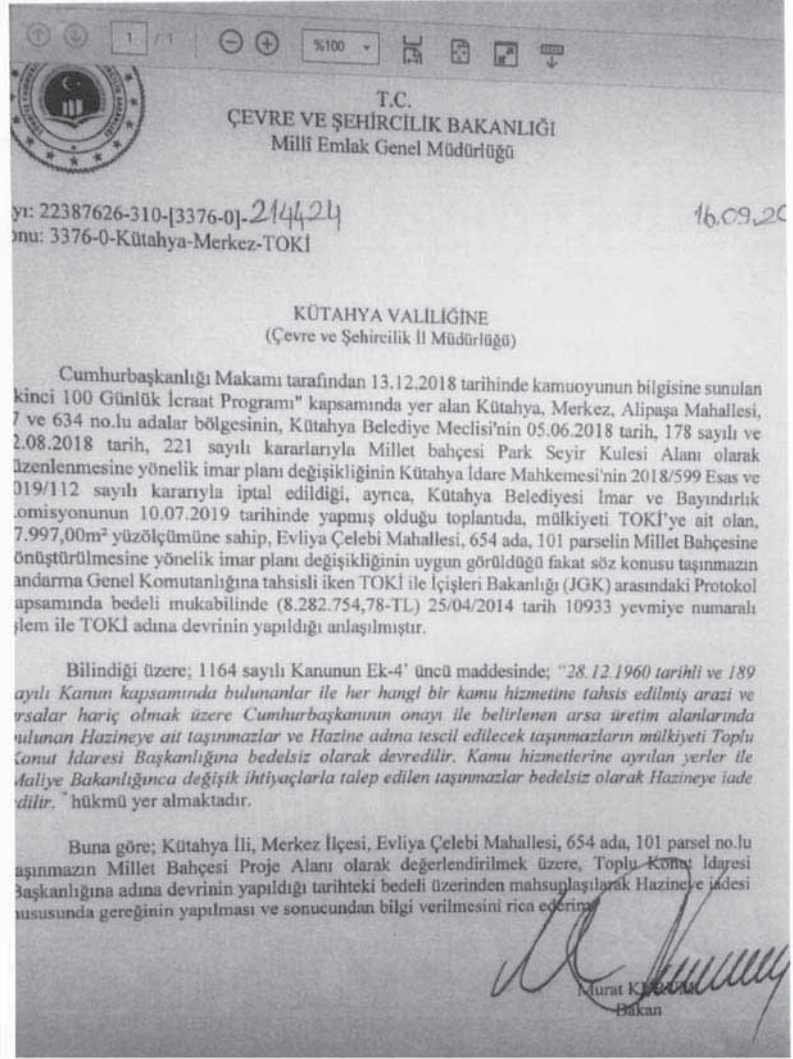 1 / 1
%100
T.C.
ÇEVRE VE ŞEHİRCİLİK BAKANLIĞI
Millî Emlak Genel Müdürlüğü
yı: 22387626-310-[3376-0]-214424
16.09.20
onu: 3376-0-Kütahya-Merkez-TOKİ
KÜTAHYA VALİLİĞİNE
(Çevre ve Şehircilik İl Müdürlüğü)
Cumhurbaşkanlığı Makamı tarafından 13.12.2018 tarihinde kamuoyunun bilgisine sunulan
kinci 100 Günlük İcraat Programı" kapsamında yer alan Kütahya, Merkez, Alipaşa Mahallesi,
7 ve 634 no.lu adalar bölgesinin, Kütahya Belediye Meclisi'nin 05.06.2018 tarih, 178 sayılı ve
2.08.2018 tarih, 221 sayılı kararlarıyla Millet bahçesi Park Seyir Kulesi Alanı olarak
üzenlenmesine yönelik imar planı değişikliğinin Kütahya İdare Mahkemesi'nin 2018/599 Esas ve
019/112 sayılı kararıyla iptal edildiği, ayrıca, Kütahya Belediyesi İmar ve Bayındırlık
omisyonunun 10.07.2019 tarihinde yapmış olduğu toplantıda, mülkiyeti TOKİ'ye ait olan,
7.997,00m² yüzölçümüne sahip, Evliya Çelebi Mahallesi, 654 ada, 101 parselin Millet Bahçesine
önüştürülmesine yönelik imar planı değişikliğinin uygun görüldüğü fakat söz konusu taşınmazın
andarma Genel Komutanlığına tahsisli iken TOKİ ile İçişleri Bakanlığı (JGK) arasındaki Protokol
apsamında bedeli mukabilinde (8.282.754,78-TL) 25/04/2014 tarih 10933 yevmiye numaralı
şlem ile TOKİ adına devrinin yapıldığı anlaşılmıştır.
Bilindiği üzere; 1164 sayılı Kanunun Ek-4' üncü maddesinde; "28.12.1960 tarihli ve 189
ayılı Kanun kapsamında bulunanlar ile her hangi bir kamu hizmetine tahsis edilmiş arazi ve
rsalar hariç olmak üzere Cumhurbaşkanının onayı ile belirlenen arsa üretim alanlarında
ulunan Hazineye ait taşınmazlar ve Hazine adına tescil edilecek taşınmazların mülkiyeti Toplu
Konut İdaresi Başkanlığına bedelsiz olarak devredilir. Kamu hizmetlerine ayrılan yerler ile
Maliye Bakanlığınca değişik ihtiyaçlarla talep edilen taşınmazlar bedelsiz olarak Hazineye iade
dilir. " hükmü yer almaktadır.
Buna göre; Kütahya İli, Merkez İlçesi, Evliya Çelebi Mahallesi, 654 ada, 101 parsel no.lu
aşınmazın Millet Bahçesi Proje Alanı olarak değerlendirilmek üzere, Toplu Konut İdaresi
Başkanlığına adına devrinin yapıldığı tarihteki bedeli üzerinden mahsuplaşılarak Hazineye iadesi
hususunda gereğinin yapılması ve sonucundan bilgi verilmesini rica ederim
Murat
Bakan